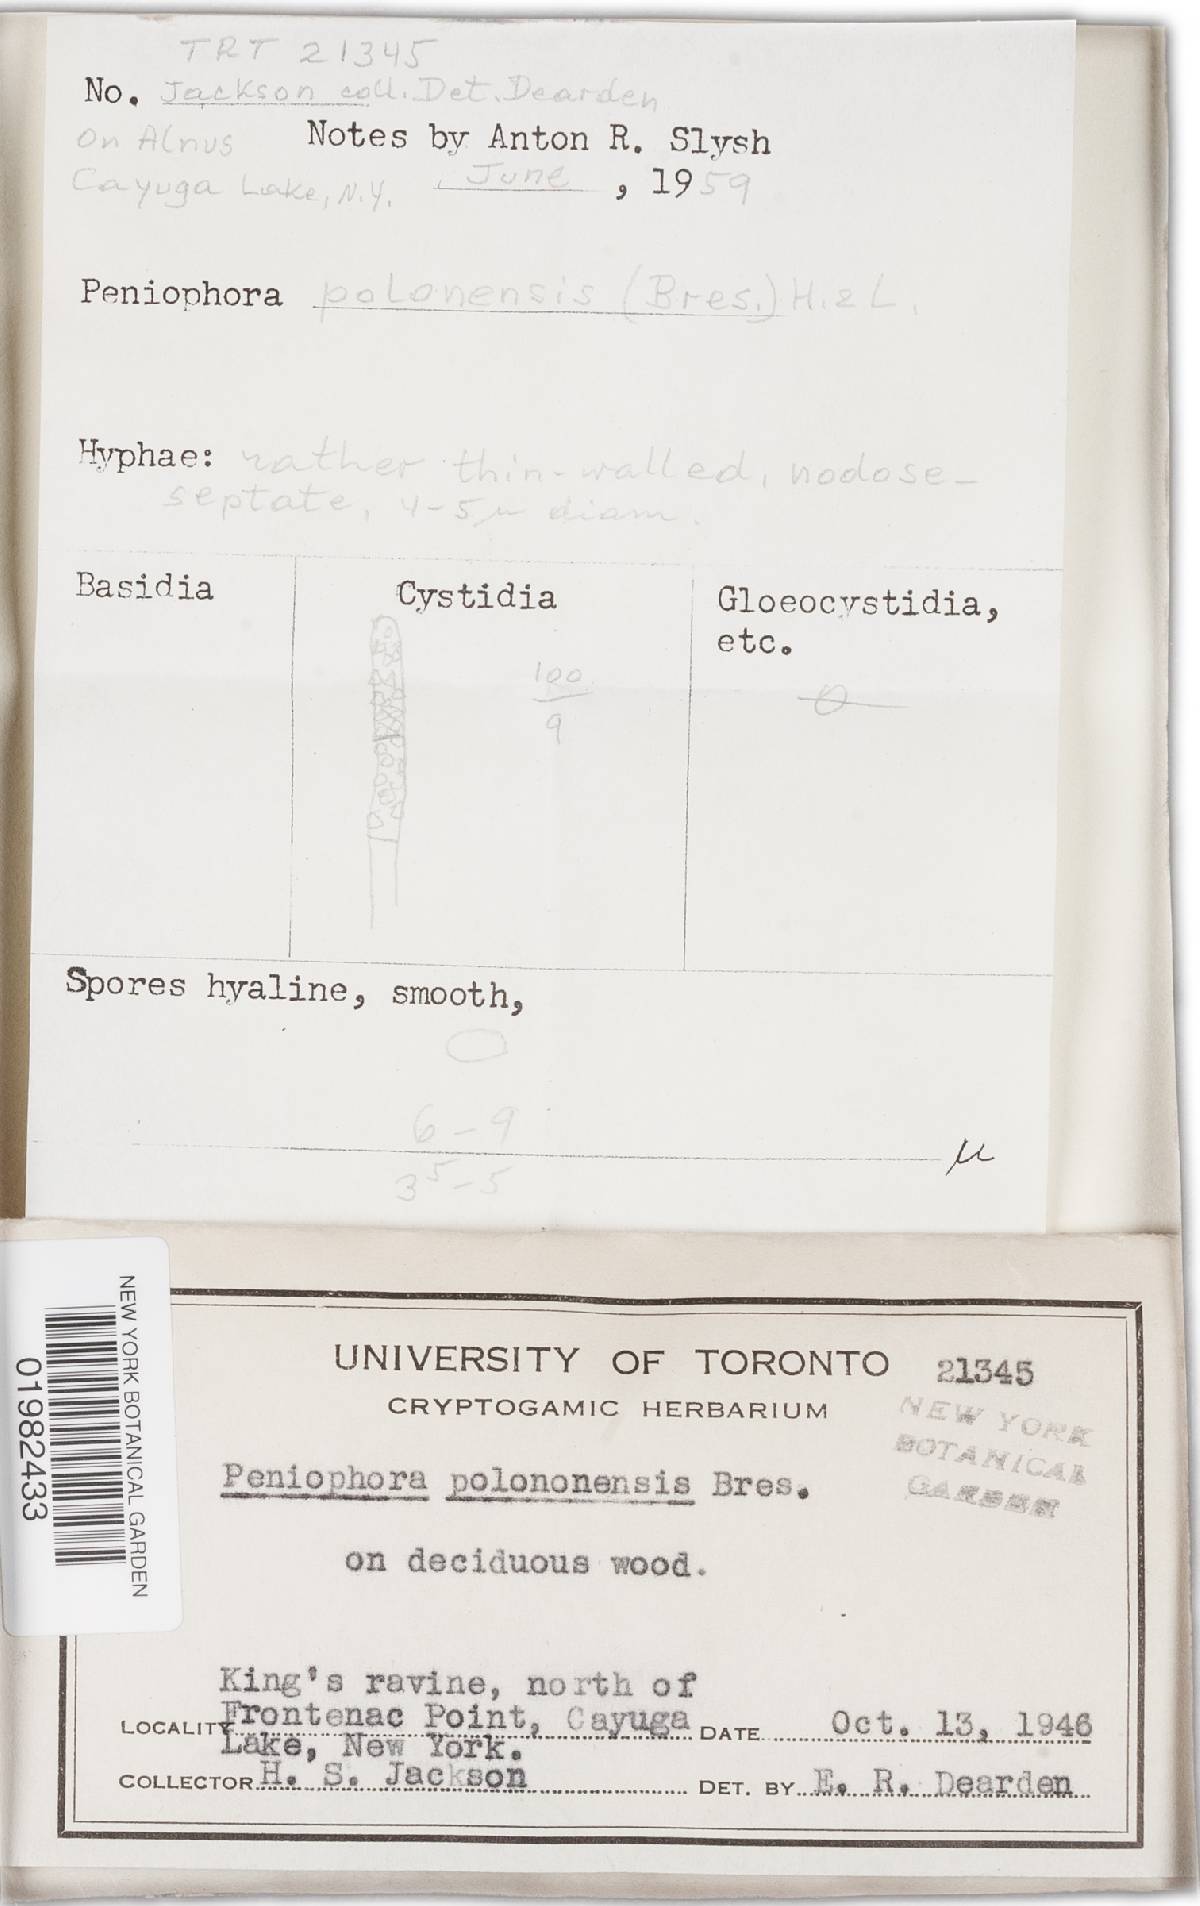 TRT 21345
No. Jackson coll. Det. Dearden
on Alnus Notes by Anton R. Slysh
Cayuga Lake, N.Y. June, 1959
Peniophora polonensis (Bres.) H. & L.
Hyphae: rather thin-walled, nodose-
septate, 4-5 µ diam.
Basidia
Cystidia
Gloeocystidia,
etc.
100
9
0
Spores hyaline, smooth,
6-9
µ
3⁵-5
NEW YORK BOTANICAL GARDEN
01982433
UNIVERSITY OF TORONTO 21345
CRYPTOGAMIC HERBARIUM
NEW YORK
BOTANICAL
GARDEN
Peniophora polononensis Bres.
on deciduous wood.
King's ravine, north of
LOCALITY Frontenac Point, Cayuga DATE Oct. 13, 1946
Lake, New York.
COLLECTOR H. S. Jackson DET. BY E. R. Dearden